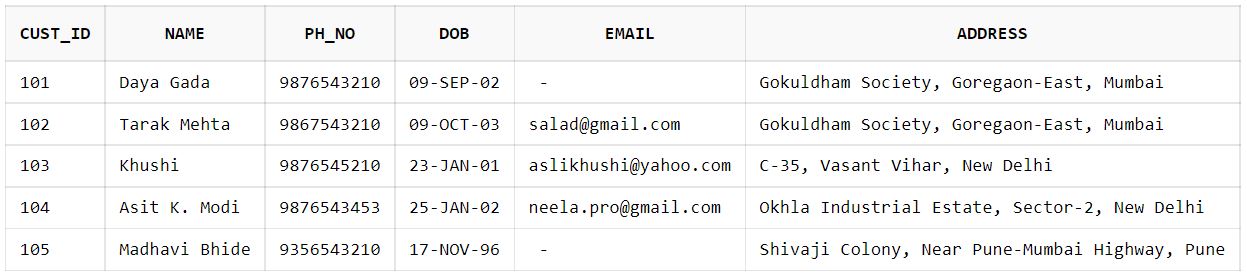 CUST_ID NAME PH_NO DOB EMAIL ADDRESS
101 Daya Gada 9876543210 09-SEP-02 - Gokuldham Society, Goregaon-East, Mumbai
102 Tarak Mehta 9867543210 09-OCT-03 salad@gmail.com Gokuldham Society, Goregaon-East, Mumbai
103 Khushi 9876545210 23-JAN-01 aslikhushi@yahoo.com C-35, Vasant Vihar, New Delhi
104 Asit K. Modi 9876543453 25-JAN-02 neela.pro@gmail.com Okhla Industrial Estate, Sector-2, New Delhi
105 Madhavi Bhide 9356543210 17-NOV-96 - Shivaji Colony, Near Pune-Mumbai Highway, Pune